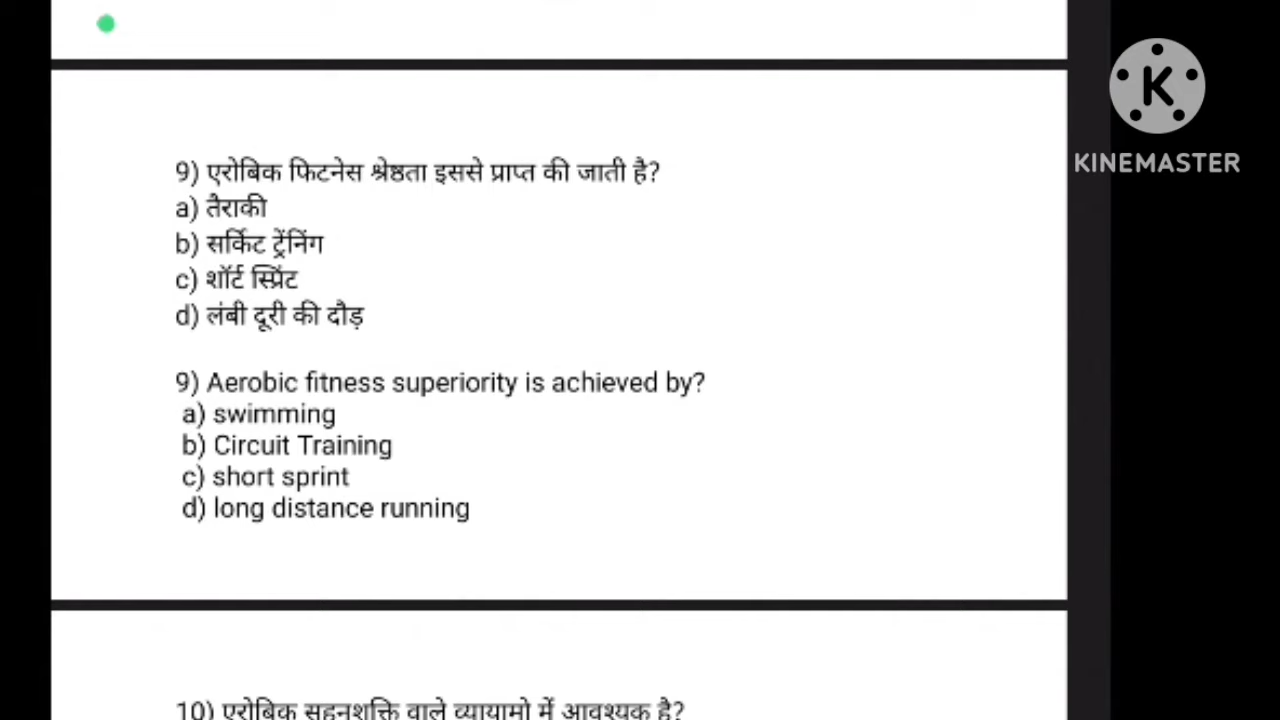 K
KINEMASTER
9) एरोबिक फिटनेस श्रेष्ठता इससे प्राप्त की जाती है?
a) तैराकी
b) सर्किट ट्रेंनिंग
c) शॉर्ट स्प्रिंट
d) लंबी दूरी की दौड़
9) Aerobic fitness superiority is achieved by?
a) swimming
b) Circuit Training
c) short sprint
d) long distance running
10) एरोबिक सहनशक्ति वाले व्यायामो में आवश्यक है?